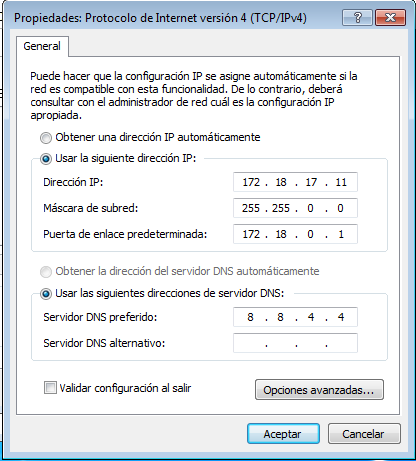 Propiedades: Protocolo de Internet versión 4 (TCP/IPv4)
General
Puede hacer que la configuración IP se asigne automáticamente si la
red es compatible con esta funcionalidad. De lo contrario, deberá
consultar con el administrador de red cuál es la configuración IP
apropiada.
Obtener una dirección IP automáticamente
Usar la siguiente dirección IP:
Dirección IP: 172 . 18 . 17 . 11
Máscara de subred: 255 . 255 . 0 . 0
Puerta de enlace predeterminada: 172 . 18 . 0 . 1
Obtener la dirección del servidor DNS automáticamente
Usar las siguientes direcciones de servidor DNS:
Servidor DNS preferido: 8 . 8 . 4 . 4
Servidor DNS alternativo: . . .
Validar configuración al salir
Opciones avanzadas...
Aceptar Cancelar